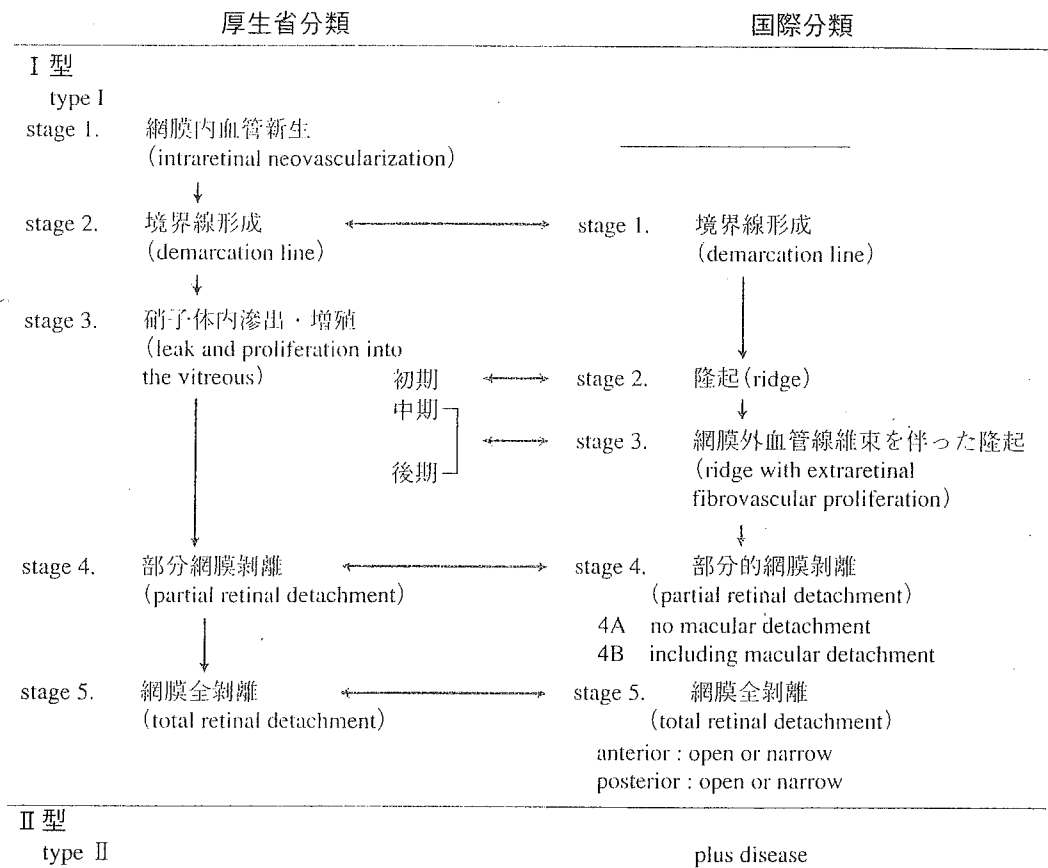 厚生省分類 国際分類
Ⅰ型
type I
stage 1. 網膜内血管新生
(intraretinal neovascularization)
stage 2. 境界線形成 stage 1. 境界線形成
(demarcation line) (demarcation line)
stage 3. 硝子体内滲出・増殖
(leak and proliferation into
the vitreous) 初期 stage 2. 隆起(ridge)
中期
stage 3. 網膜外血管線維束を伴った隆起
後期 (ridge with extraretinal
fibrovascular proliferation)
stage 4. 部分網膜剝離 stage 4. 部分的網膜剝離
(partial retinal detachment) (partial retinal detachment)
4A no macular detachment
4B including macular detachment
stage 5. 網膜全剝離 stage 5. 網膜全剝離
(total retinal detachment) (total retinal detachment)
anterior : open or narrow
posterior : open or narrow
Ⅱ型
type Ⅱ plus disease